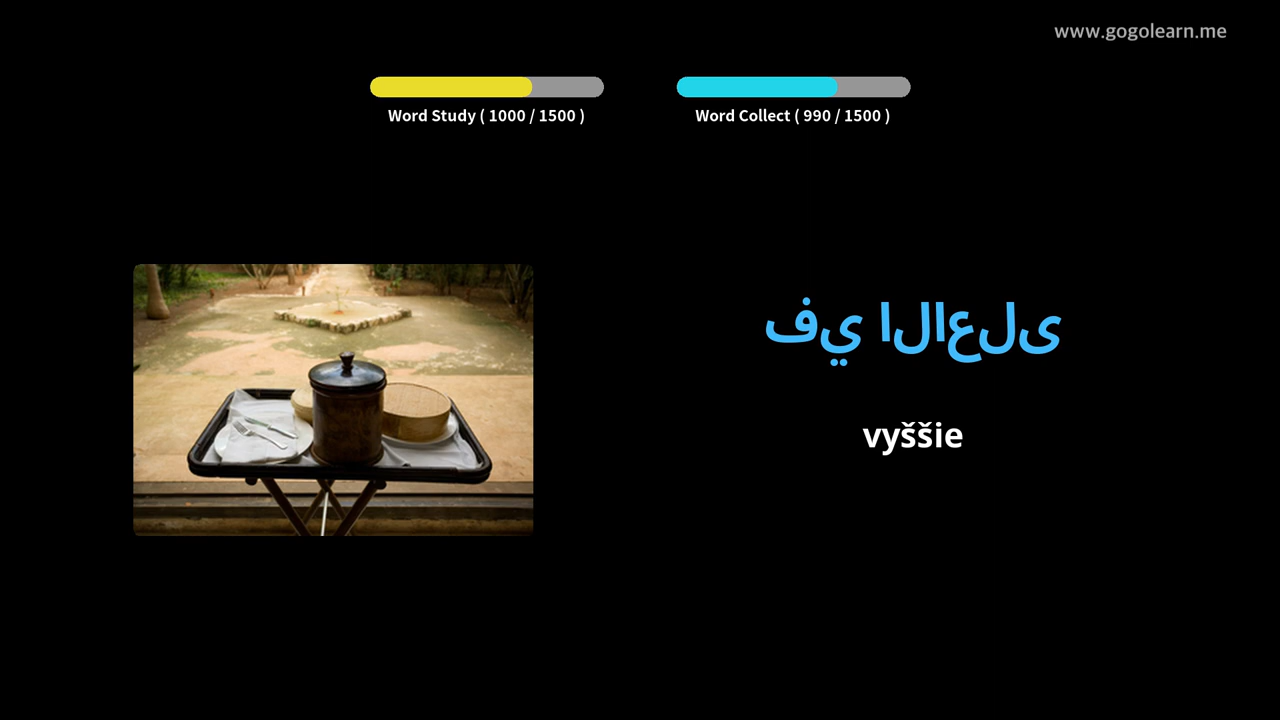 www.gogolearn.me
Word Study ( 1000 / 1500 )
Word Collect ( 990 / 1500 )
في الاعلى
vyššie